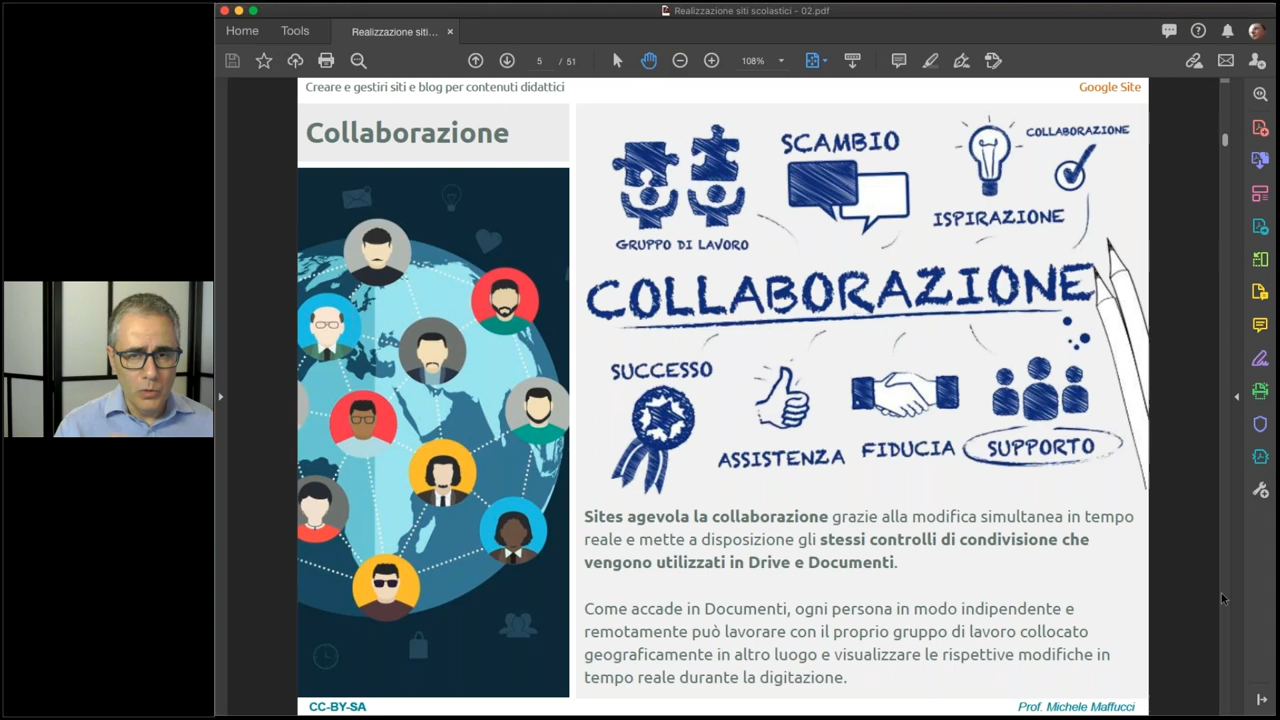 Realizzazione siti scolastici - 02.pdf
Home
Tools
Realizzazione siti...
5 / 51
108%
Creare e gestiri siti e blog per contenuti didattici
Google Site
Collaborazione
SCAMBIO
COLLABORAZIONE
ISPIRAZIONE
GRUPPO DI LAVORO
COLLABORAZIONE
SUCCESSO
ASSISTENZA
FIDUCIA
SUPPORTO
Sites agevola la collaborazione grazie alla modifica simultanea in tempo
reale e mette a disposizione gli stessi controlli di condivisione che
vengono utilizzati in Drive e Documenti.
Come accade in Documenti, ogni persona in modo indipendente e
remotamente può lavorare con il proprio gruppo di lavoro collocato
geograficamente in altro luogo e visualizzare le rispettive modifiche in
tempo reale durante la digitazione.
CC-BY-SA
Prof. Michele Maffucci